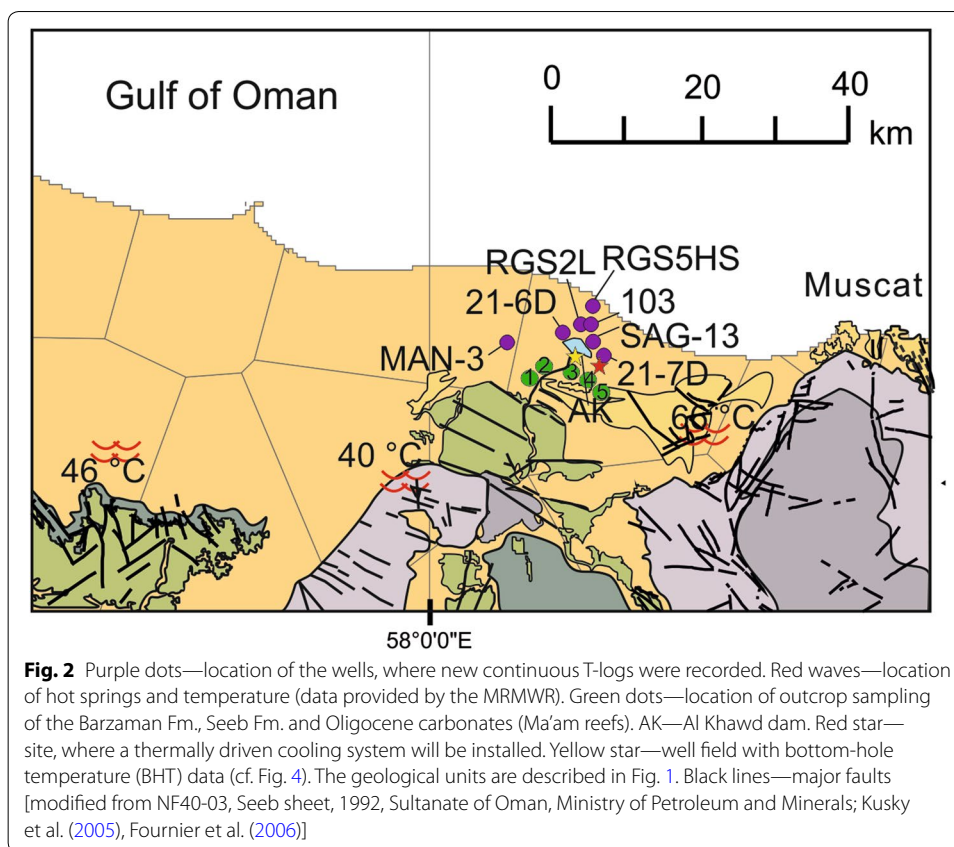 Gulf of Oman
0 20 40
km
RGS2L RGS5HS
21-6D 103
Muscat
SAG-13
MAN-3
21-7D
1 2 3 4 5
AK
66 °C
40 °C
46 °C
58°0'0"E
Fig. 2 Purple dots—location of the wells, where new continuous T-logs were recorded. Red waves—location
of hot springs and temperature (data provided by the MRMWR). Green dots—location of outcrop sampling
of the Barzaman Fm., Seeb Fm. and Oligocene carbonates (Ma'am reefs). AK—Al Khawd dam. Red star—
site, where a thermally driven cooling system will be installed. Yellow star—well field with bottom-hole
temperature (BHT) data (cf. Fig. 4). The geological units are described in Fig. 1. Black lines—major faults
[modified from NF40-03, Seeb sheet, 1992, Sultanate of Oman, Ministry of Petroleum and Minerals; Kusky
et al. (2005), Fournier et al. (2006)]